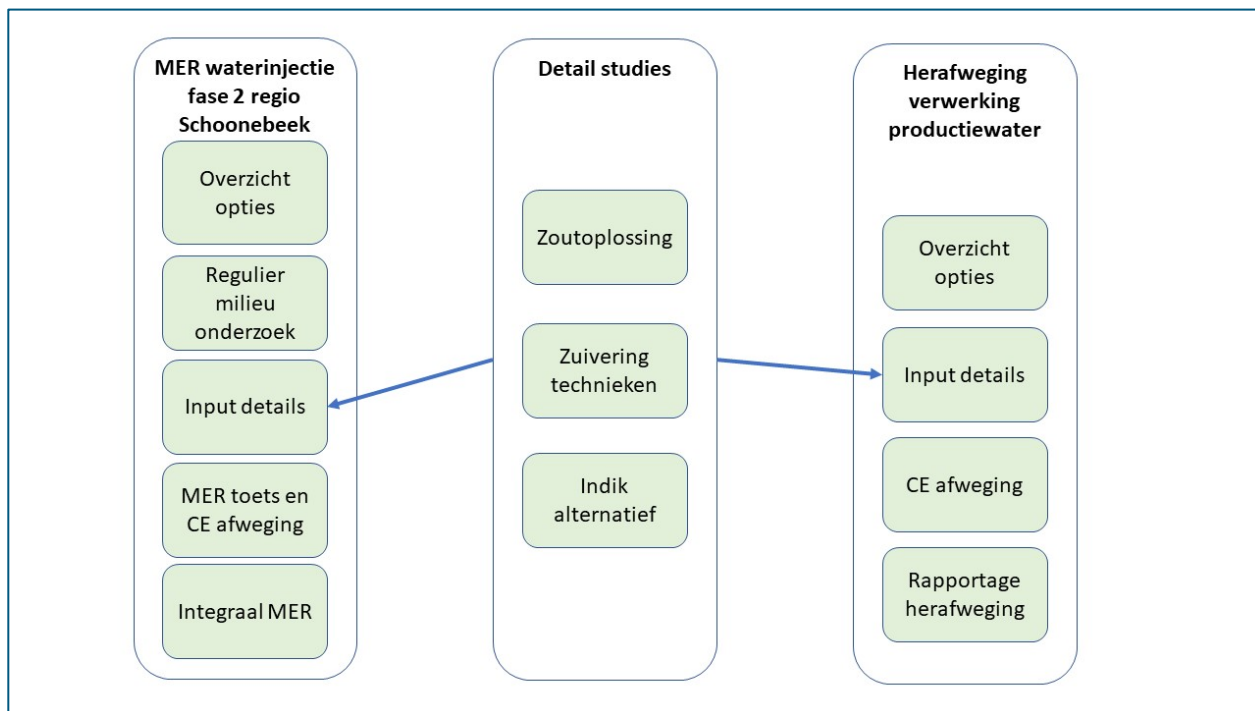 MER waterinjectie
fase 2 regio
Schoonebeek
Overzicht
opties
Regulier
milieu
onderzoek
Input details
MER toets en
CE afweging
Integraal MER
Detail studies
Zoutoplossing
Zuivering
technieken
Indik
alternatief
Herafweging
verwerking
productiewater
Overzicht
opties
Input details
CE afweging
Rapportage
herafweging